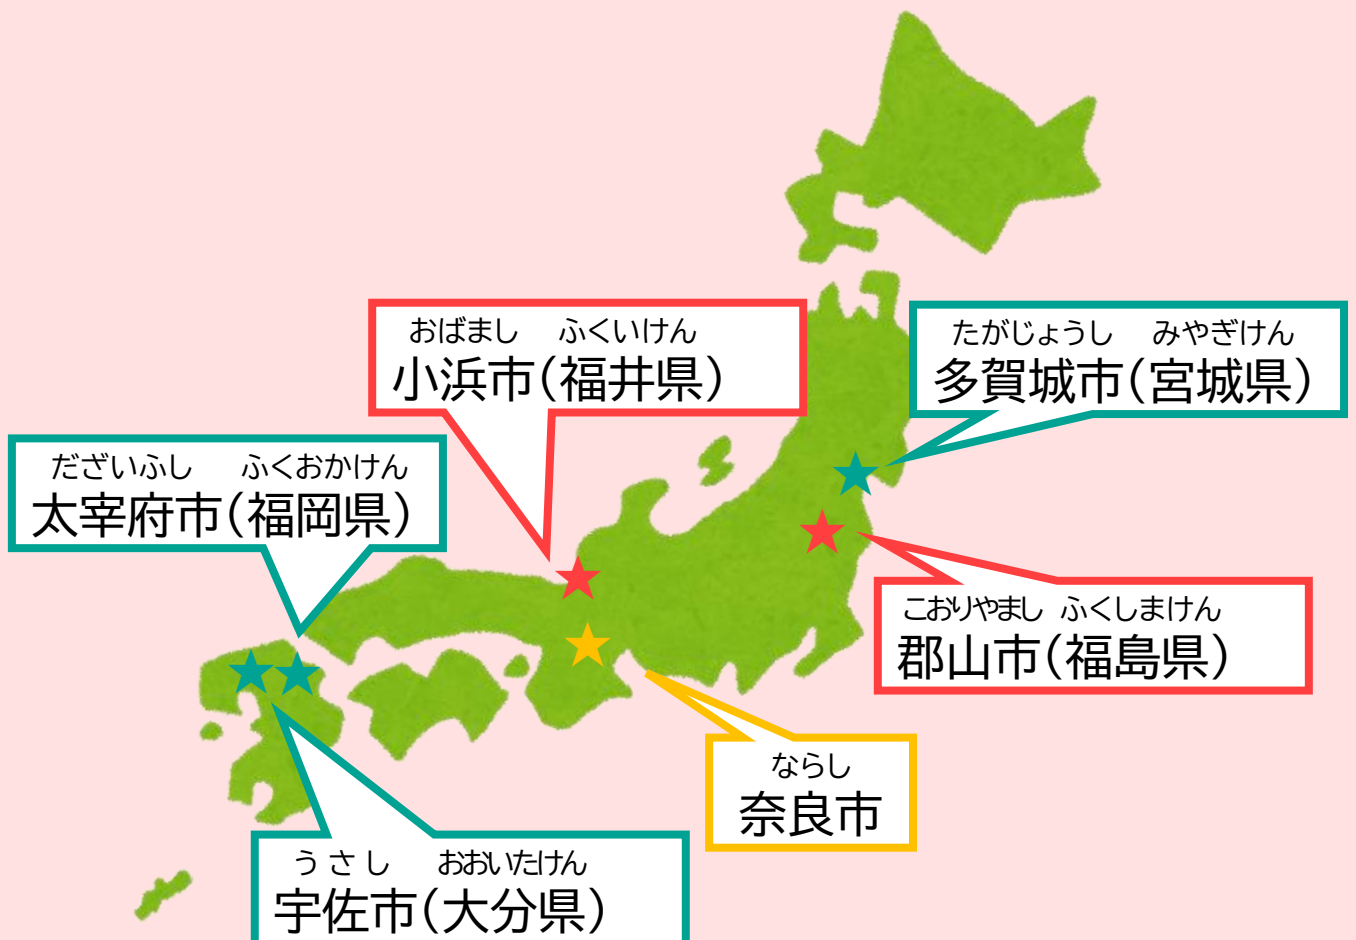 おばまし ふくいけん
小浜市(福井県)
たがじょうし みやぎけん
多賀城市(宮城県)
だざいふし ふくおかけん
太宰府市(福岡県)
こおりやまし ふくしまけん
郡山市(福島県)
ならし
奈良市
うさし おおいたけん
宇佐市(大分県)